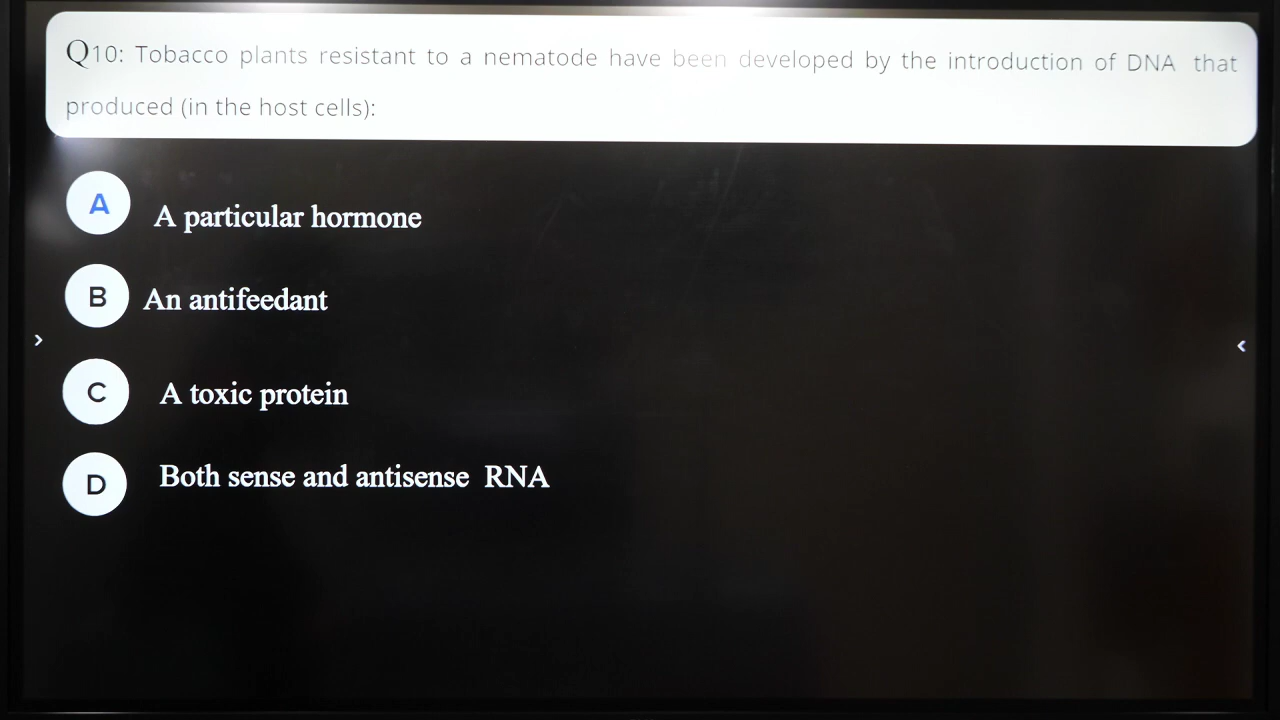 Q10: Tobacco plants resistant to a nematode have been developed by the introduction of DNA that
produced (in the host cells):
A A particular hormone
B An antifeedant
C A toxic protein
D Both sense and antisense RNA